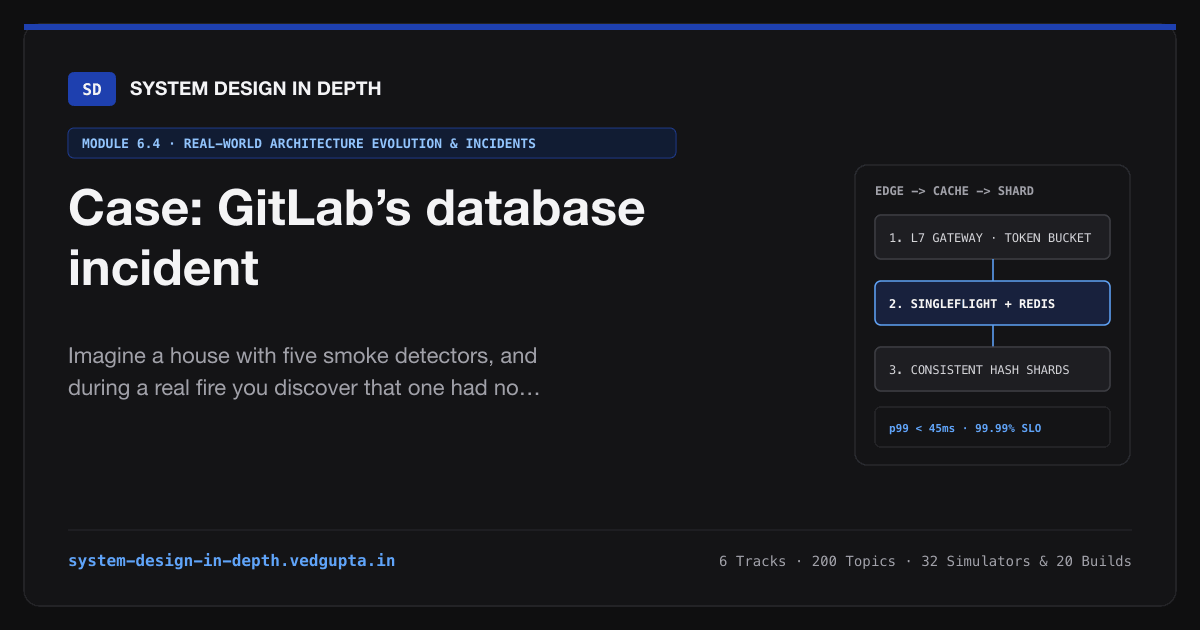 SD
SYSTEM DESIGN IN DEPTH
MODULE 6.4 · REAL-WORLD ARCHITECTURE EVOLUTION & INCIDENTS
Case: GitLab’s database
incident
Imagine a house with five smoke detectors, and
during a real fire you discover that one had no…
EDGE -> CACHE -> SHARD
1. L7 GATEWAY · TOKEN BUCKET
2. SINGLEFLIGHT + REDIS
3. CONSISTENT HASH SHARDS
p99 < 45ms · 99.99% SLO
system-design-in-depth.vedgupta.in
6 Tracks · 200 Topics · 32 Simulators & 20 Builds